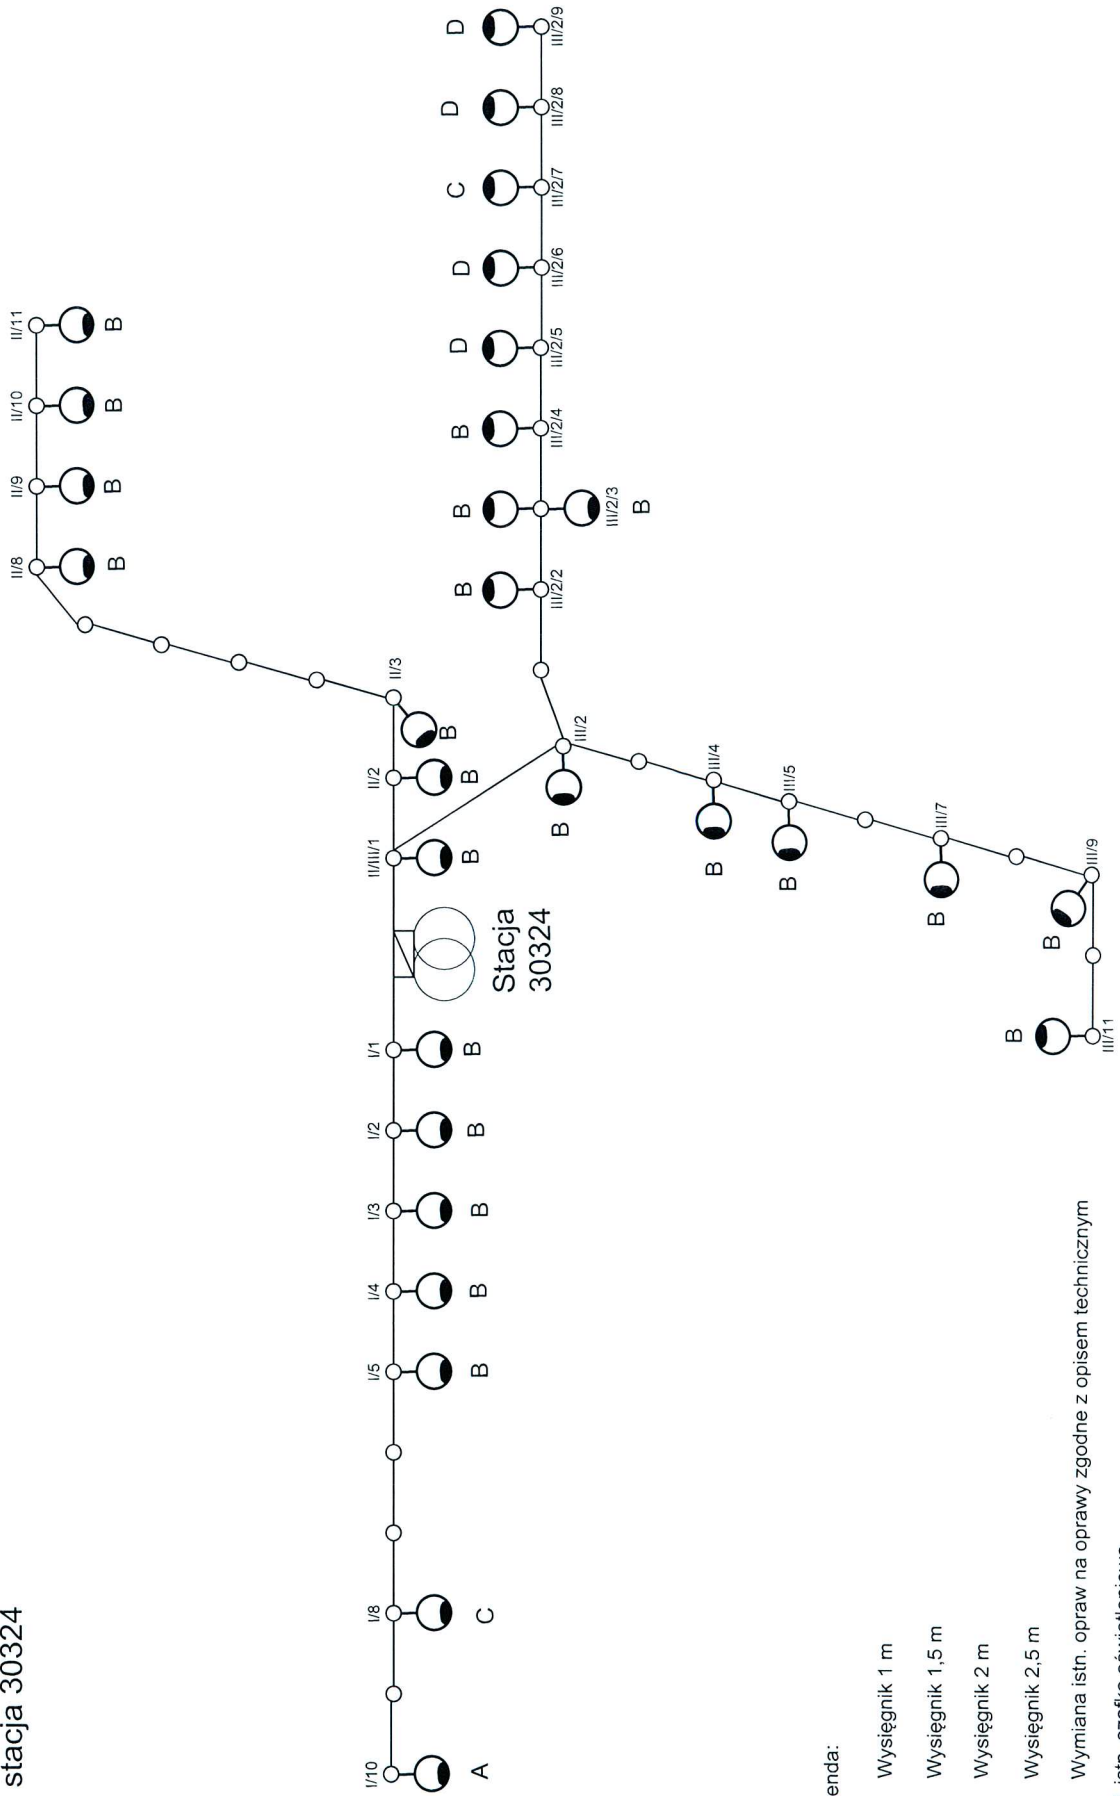 stacja 30324
I/10
A
I/8
C
I/5
B
I/4
B
I/3
B
I/2
B
I/1
B
Stacja
30324
II/III/1
B
II/2
B
II/3
B
II/8
B
II/9
B
II/10
B
II/11
B
III/2
B
III/2/2
B
B
III/2/3
B
B
III/2/4
D
III/2/5
D
III/2/6
C
III/2/7
D
III/2/8
D
III/2/9
III/4
B
III/5
B
III/7
B
III/9
B
III/11
B
enda:
Wysięgnik 1 m
Wysięgnik 1,5 m
Wysięgnik 2 m
Wysięgnik 2,5 m
Wymiana istn. opraw na oprawy zgodne z opisem technicznym